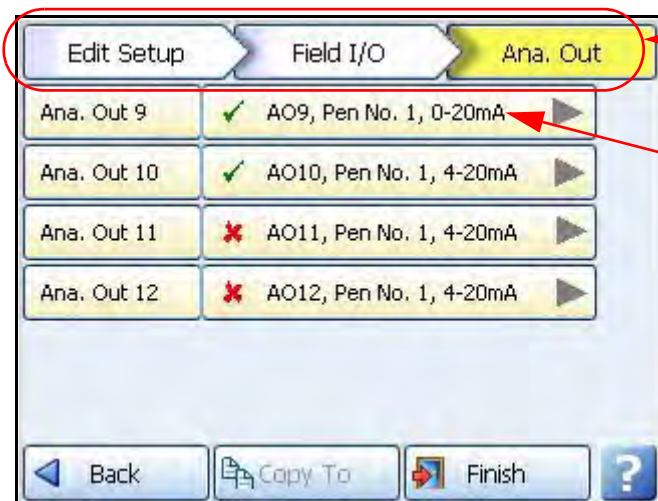 Edit Setup Field I/O Ana. Out
Ana. Out 9 AO9, Pen No. 1, 0-20mA
Ana. Out 10 AO10, Pen No. 1, 4-20mA
Ana. Out 11 AO11, Pen No. 1, 4-20mA
Ana. Out 12 AO12, Pen No. 1, 4-20mA
Back Copy To Finish ?